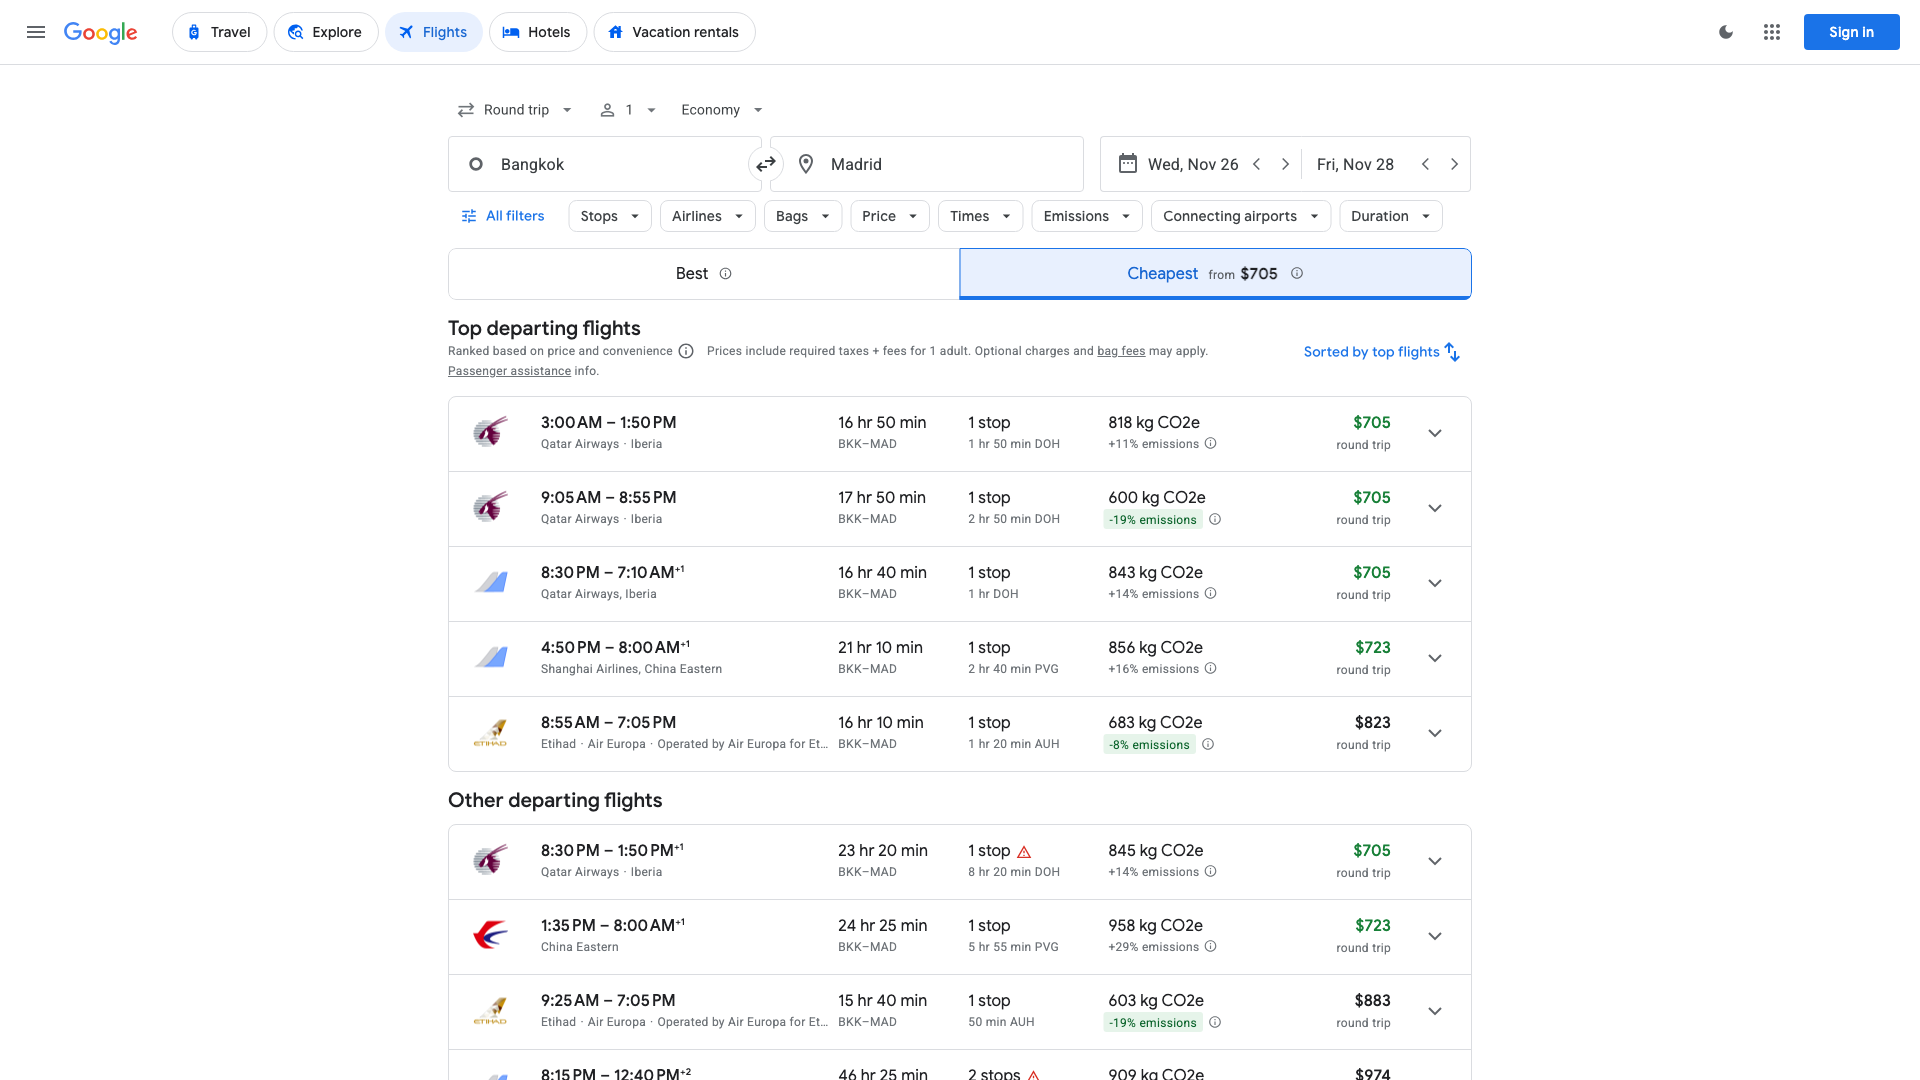 Google
Travel
Explore
Flights
Hotels
Vacation rentals
Sign in
Round trip
1
Economy
Bangkok
Madrid
Wed, Nov 26
Fri, Nov 28
All filters
Stops
Airlines
Bags
Price
Times
Emissions
Connecting airports
Duration
Best
Cheapest from $705
Top departing flights
Ranked based on price and convenience Prices include required taxes + fees for 1 adult. Optional charges and bag fees may apply.
Passenger assistance info.
Sorted by top flights
3:00 AM – 1:50 PM 16 hr 50 min 1 stop 818 kg CO2e $705
Qatar Airways · Iberia BKK–MAD 1 hr 50 min DOH +11% emissions round trip
9:05 AM – 8:55 PM 17 hr 50 min 1 stop 600 kg CO2e $705
Qatar Airways · Iberia BKK–MAD 2 hr 50 min DOH -19% emissions round trip
8:30 PM – 7:10 AM+1 16 hr 40 min 1 stop 843 kg CO2e $705
Qatar Airways, Iberia BKK–MAD 1 hr DOH +14% emissions round trip
4:50 PM – 8:00 AM+1 21 hr 10 min 1 stop 856 kg CO2e $723
Shanghai Airlines, China Eastern BKK–MAD 2 hr 40 min PVG +16% emissions round trip
8:55 AM – 7:05 PM 16 hr 10 min 1 stop 683 kg CO2e $823
ETIHAD Etihad · Air Europa · Operated by Air Europa for Et... BKK–MAD 1 hr 20 min AUH -8% emissions round trip
Other departing flights
8:30 PM – 1:50 PM+1 23 hr 20 min 1 stop 845 kg CO2e $705
Qatar Airways · Iberia BKK–MAD 8 hr 20 min DOH +14% emissions round trip
1:35 PM – 8:00 AM+1 24 hr 25 min 1 stop 958 kg CO2e $723
China Eastern BKK–MAD 5 hr 55 min PVG +29% emissions round trip
9:25 AM – 7:05 PM 15 hr 40 min 1 stop 603 kg CO2e $883
ETIHAD Etihad · Air Europa · Operated by Air Europa for Et... BKK–MAD 50 min AUH -19% emissions round trip
8:15 PM – 12:40 PM+2 46 hr 25 min 2 stops 909 kg CO2e $974